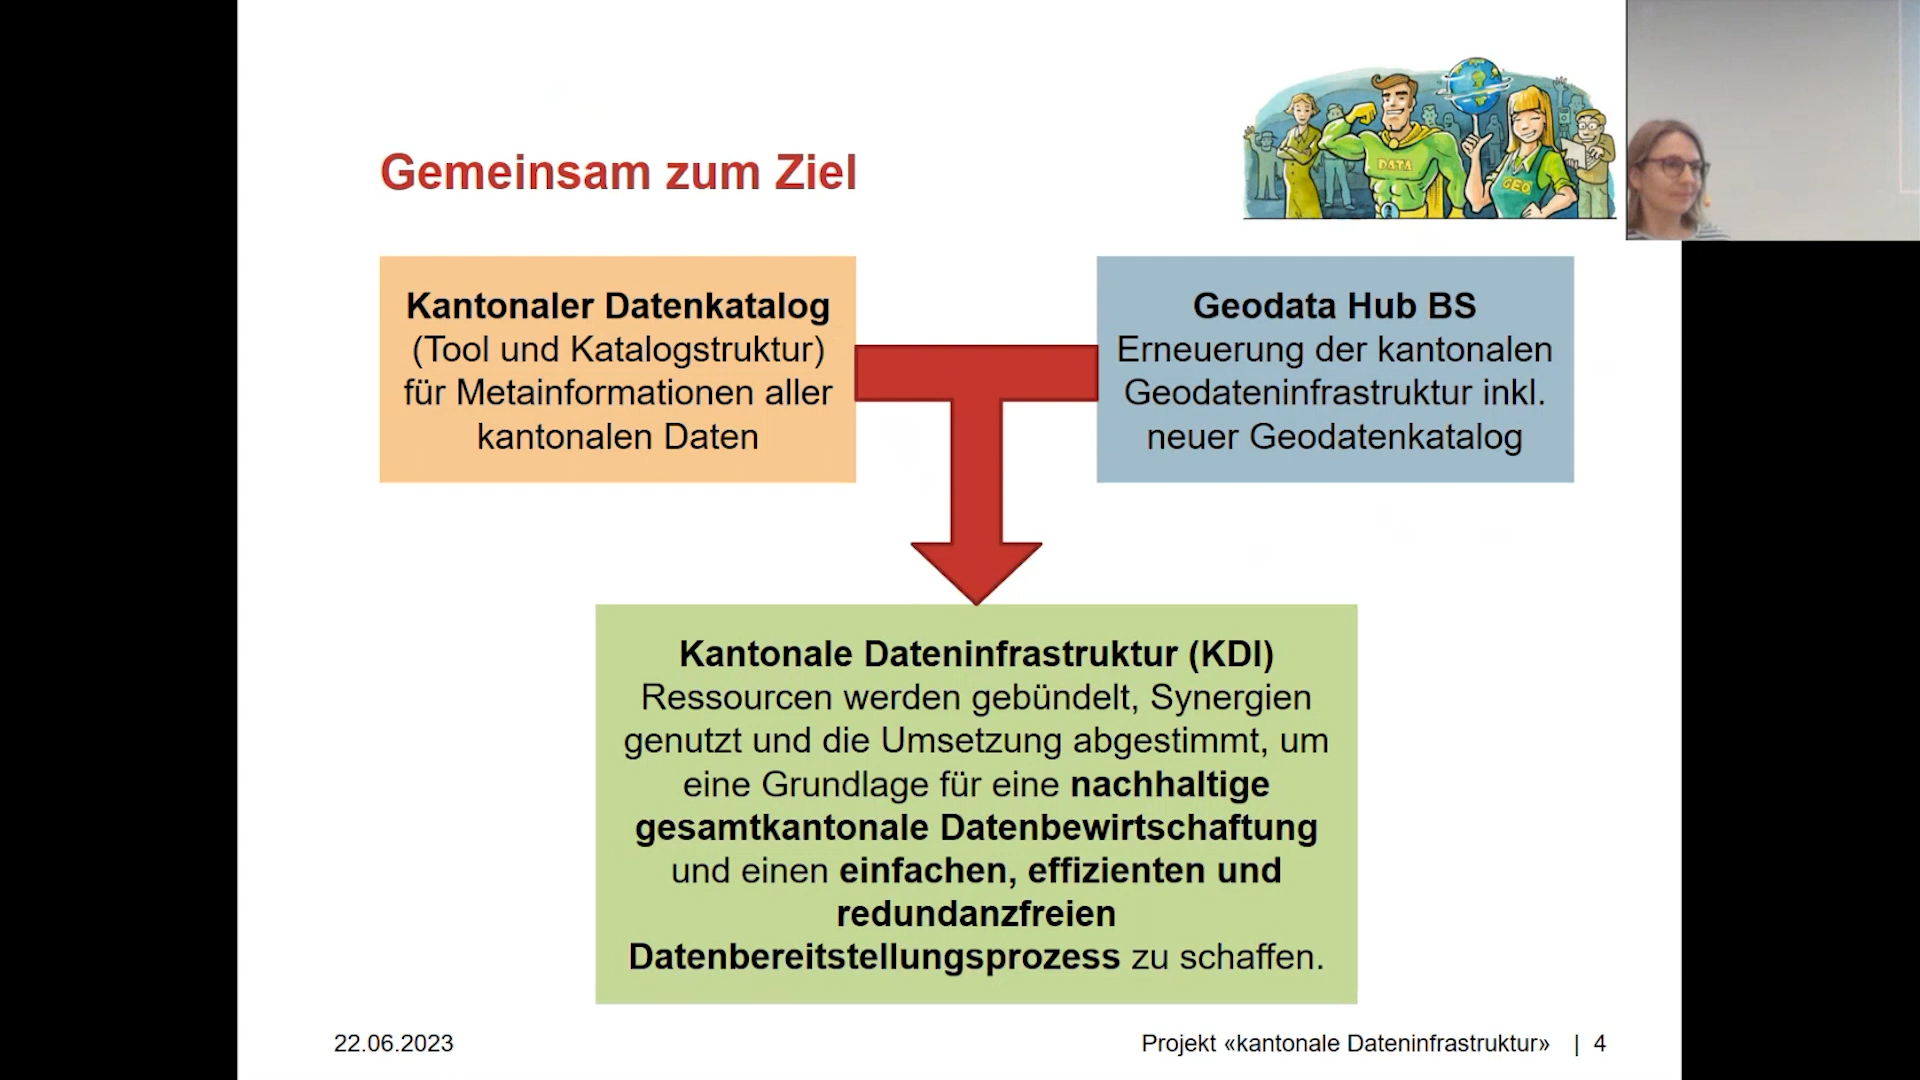 DATA
GEO
Gemeinsam zum Ziel
Kantonaler Datenkatalog
(Tool und Katalogstruktur)
für Metainformationen aller
kantonalen Daten
Geodata Hub BS
Erneuerung der kantonalen
Geodateninfrastruktur inkl.
neuer Geodatenkatalog
Kantonale Dateninfrastruktur (KDI)
Ressourcen werden gebündelt, Synergien
genutzt und die Umsetzung abgestimmt, um
eine Grundlage für eine nachhaltige
gesamtkantonale Datenbewirtschaftung
und einen einfachen, effizienten und
redundanzfreien
Datenbereitstellungsprozess zu schaffen.
22.06.2023
Projekt «kantonale Dateninfrastruktur» | 4